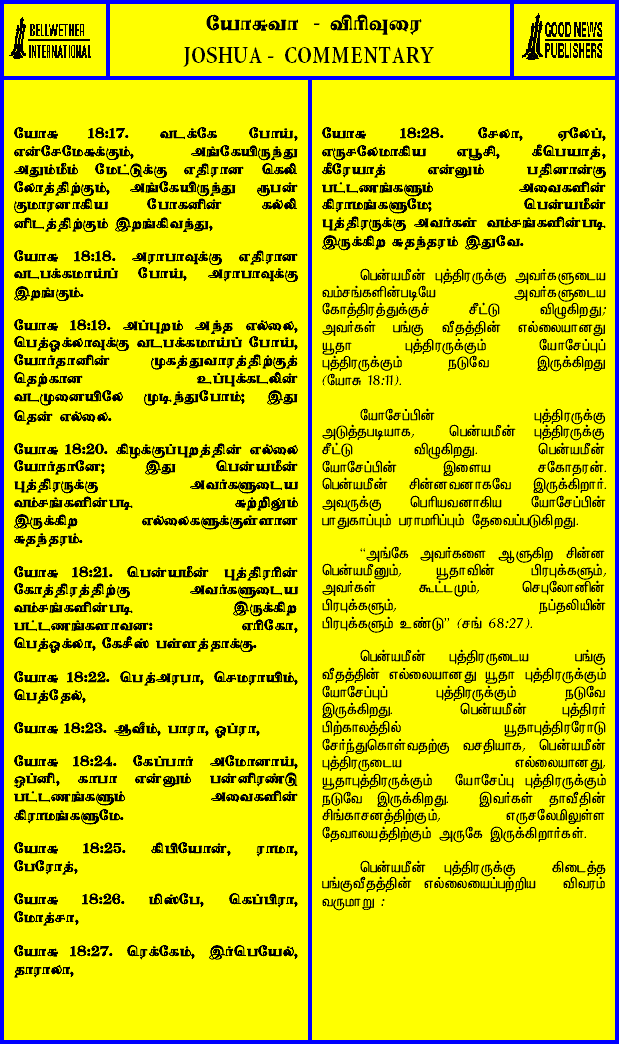 BELLWETHER
INTERNATIONAL
யோசுவா - விரிவுரை
JOSHUA - COMMENTARY
GOOD NEWS
PUBLISHERS
யோசு 18:17. வடக்கே போய்,
என்சேமேசுக்கும், அங்கேயிருந்து
அதும்மீம் மேட்டுக்கு எதிரான கெலி
லோத்திற்கும், அங்கேயிருந்து ரூபன்
குமாரனாகிய போகனின் கல்லி
னிடத்திற்கும் இறங்கிவந்து,
யோசு 18:18. அராபாவுக்கு எதிரான
வடபக்கமாய்ப் போய், அராபாவுக்கு
இறங்கும்.
யோசு 18:19. அப்புறம் அந்த எல்லை,
பெத்ஒக்லாவுக்கு வடபக்கமாய்ப் போய்,
யோர்தானின் முகத்துவாரத்திற்குத்
தெற்கான உப்புக்கடலின்
வடமுனையிலே முடிந்துபோம்; இது
தென் எல்லை.
யோசு 18:20. கிழக்குப்புறத்தின் எல்லை
யோர்தானே; இது பென்யமீன்
புத்திரருக்கு அவர்களுடைய
வம்சங்களின்படி சுற்றிலும்
இருக்கிற எல்லைகளுக்குள்ளான
சுதந்தரம்.
யோசு 18:21. பென்யமீன் புத்திரரின்
கோத்திரத்திற்கு அவர்களுடைய
வம்சங்களின்படி இருக்கிற
பட்டணங்களாவன: எரிகோ,
பெத்ஓக்லா, கேசீஸ் பள்ளத்தாக்கு.
யோசு 18:22. பெத்அரபா, செமராயிம்,
பெத்தேல்,
யோசு 18:23. ஆவீம், பாரா, ஓப்ரா,
யோசு 18:24. கேப்பார் அமோனாய்,
ஒப்னி, காபா என்னும் பன்னிரண்டு
பட்டணங்களும் அவைகளின்
கிராமங்களுமே.
யோசு 18:25. கிபியோன், ராமா,
பேரோத்,
யோசு 18:26. மிஸ்பே, கெப்பிரா,
மோத்சா,
யோசு 18:27. ரெக்கேம், இர்பெயேல்,
தாராலா,
யோசு 18:28. சேலா, ஏலேப்,
எருசலேமாகிய எபூசி, கீபெயாத்,
கீரேயாத் என்னும் பதினான்கு
பட்டணங்களும் அவைகளின்
கிராமங்களுமே; பென்யமீன்
புத்திரருக்கு அவர்கள் வம்சங்களின்படி
இருக்கிற சுதந்தரம் இதுவே.
பென்யமீன் புத்திரருக்கு அவர்களுடைய
வம்சங்களின்படியே அவர்களுடைய
கோத்திரத்துக்குச் சீட்டு விழுகிறது;
அவர்கள் பங்கு வீதத்தின் எல்லையானது
யூதா புத்திரருக்கும் யோசேப்புப்
புத்திரருக்கும் நடுவே இருக்கிறது
(யோசு 18:11).
யோசேப்பின் புத்திரருக்கு
அடுத்தபடியாக, பென்யமீன் புத்திரருக்கு
சீட்டு விழுகிறது. பென்யமீன்
யோசேப்பின் இளைய சகோதரன்.
பென்யமீன் சின்னவனாகவே இருக்கிறார்.
அவருக்கு பெரியவனாகிய யோசேப்பின்
பாதுகாப்பும் பராமரிப்பும் தேவைப்படுகிறது.
"அங்கே அவர்களை ஆளுகிற சின்ன
பென்யமீனும், யூதாவின் பிரபுக்களும்,
அவர்கள் கூட்டமும், செபுலோனின்
பிரபுக்களும், நப்தலியின்
பிரபுக்களும் உண்டு" (சங் 68:27).
பென்யமீன் புத்திரருடைய பங்கு
வீதத்தின் எல்லையானது யூதா புத்திரருக்கும்
யோசேப்புப் புத்திரருக்கும் நடுவே
இருக்கிறது. பென்யமீன் புத்திரர்
பிற்காலத்தில் யூதாபுத்திரரோடு
சேர்ந்துகொள்வதற்கு வசதியாக, பென்யமீன்
புத்திரருடைய எல்லையானது,
யூதாபுத்திரருக்கும் யோசேப்பு புத்திரருக்கும்
நடுவே இருக்கிறது. இவர்கள் தாவீதின்
சிங்காசனத்திற்கும், எருசலேமிலுள்ள
தேவாலயத்திற்கும் அருகே இருக்கிறார்கள்.
பென்யமீன் புத்திரருக்கு கிடைத்த
பங்குவீதத்தின் எல்லையைப்பற்றிய விவரம்
வருமாறு :